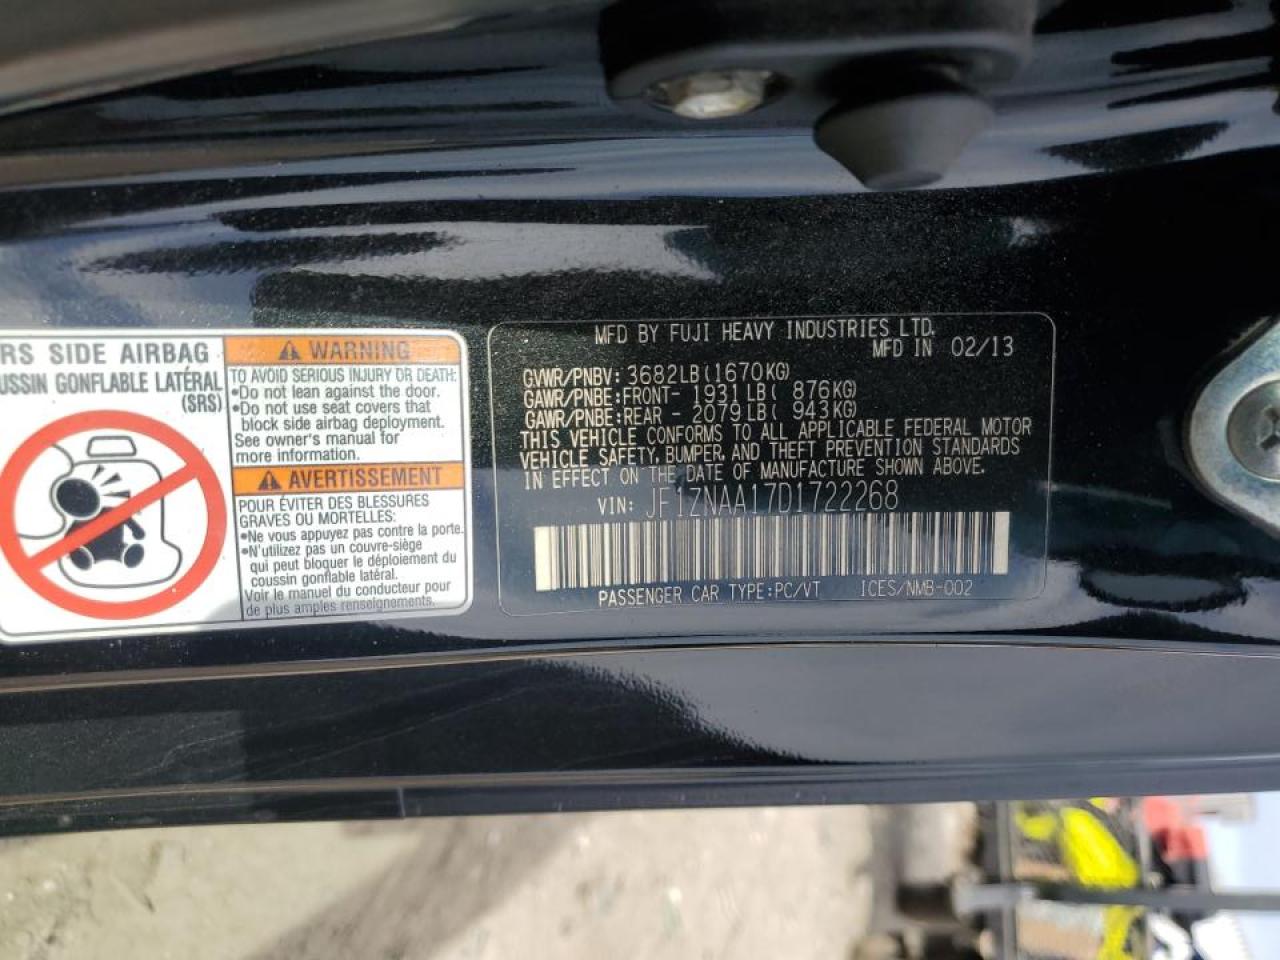 RS SIDE AIRBAG
USSIN GONFLABLE LATÉRAL
(SRS)
WARNING
TO AVOID SERIOUS INJURY OR DEATH:
•Do not lean against the door.
•Do not use seat covers that
block side airbag deployment.
See owner's manual for
more information.
AVERTISSEMENT
POUR ÉVITER DES BLESSURES
GRAVES OU MORTELLES:
•Ne vous appuyez pas contre la porte.
•N'utilizez pas un couvre-siège
qui peut bloquer le déploiement du
coussin gonflable latéral.
Voir le manuel du conducteur pour
de plus amples renseignements.
MFD BY FUJI HEAVY INDUSTRIES LTD.
MFD IN 02/13
GVWR/PNBV: 3682LB(1670KG)
GAWR/PNBE:FRONT- 1931LB( 876KG)
GAWR/PNBE:REAR - 2079LB( 943KG)
THIS VEHICLE CONFORMS TO ALL APPLICABLE FEDERAL MOTOR
VEHICLE SAFETY, BUMPER, AND THEFT PREVENTION STANDARDS
IN EFFECT ON THE DATE OF MANUFACTURE SHOWN ABOVE.
VIN: JF1ZNAA17D1722268
PASSENGER CAR TYPE:PC/VT ICES/NMB-002